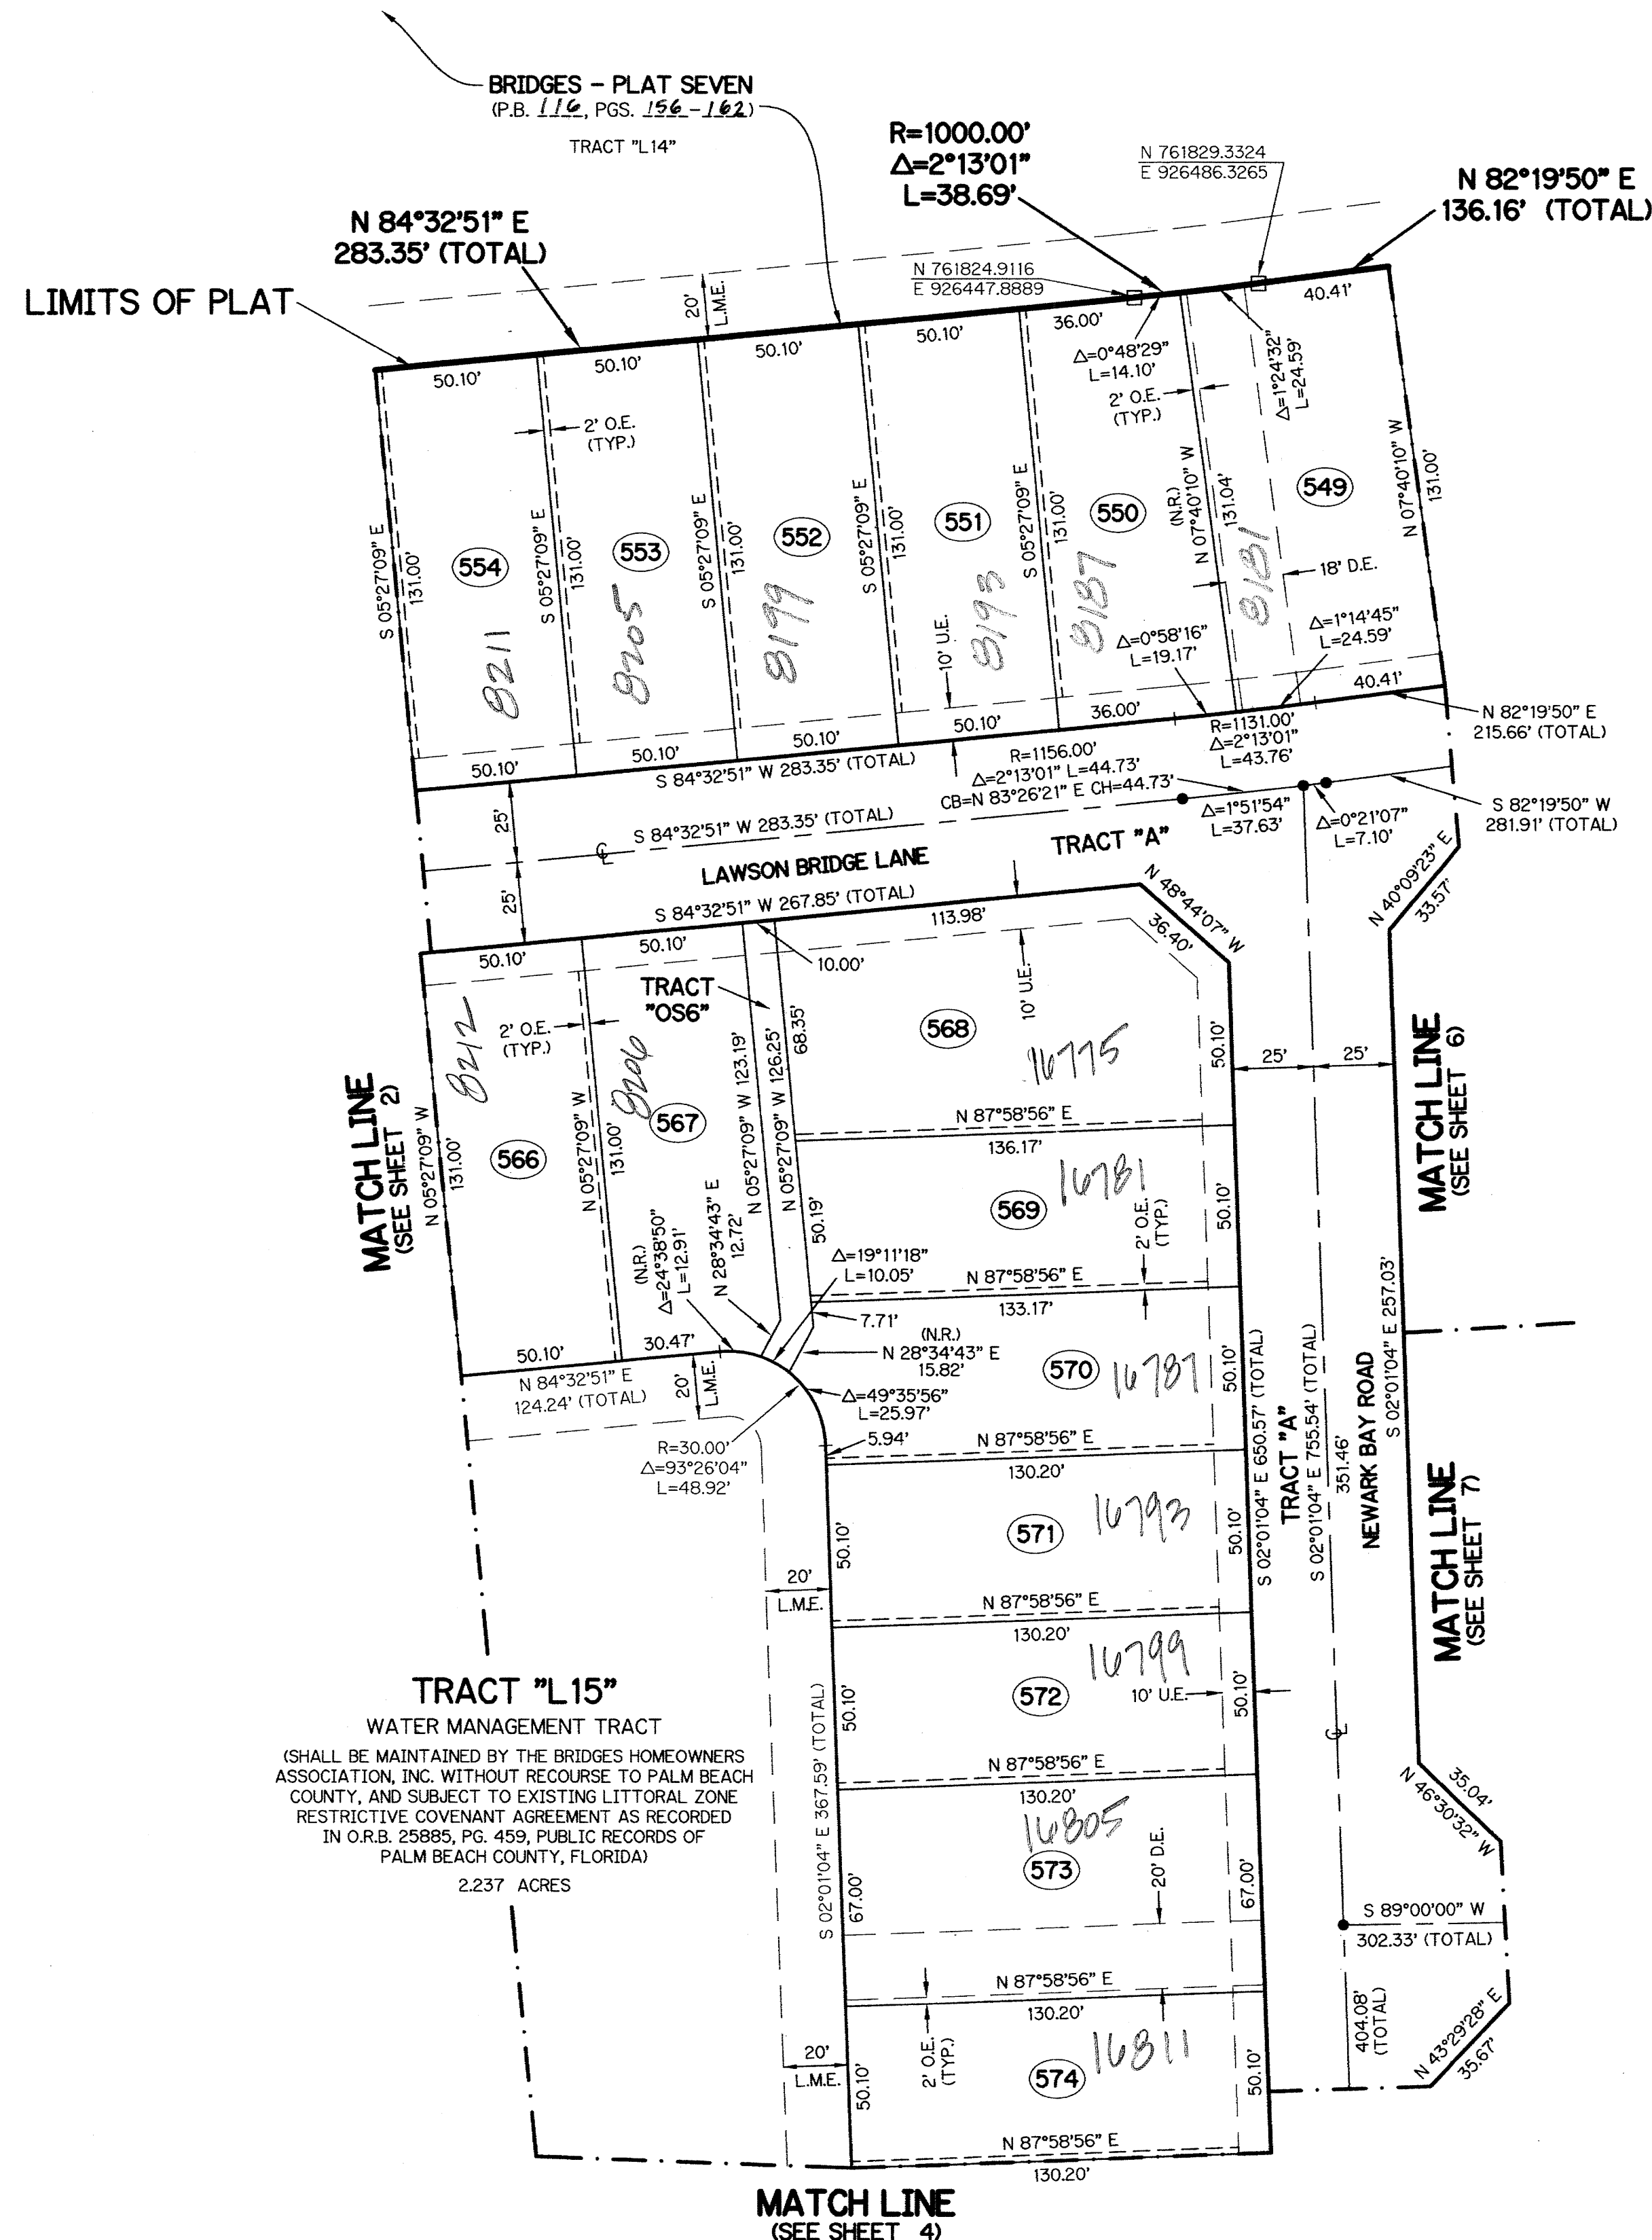 BRIDGES - PLAT SEVEN
(P.B. 116, PGS. 156-162)
TRACT "L14"
R=1000.00'
Δ=2°13'01"
L=38.69'
N 761829.3324
E 926486.3265
N 82°19'50" E
136.16' (TOTAL)
N 84°32'51" E
283.35' (TOTAL)
LIMITS OF PLAT
20'
L.M.E.
N 761824.9116
E 926447.8889
50.10'
50.10'
50.10'
50.10'
36.00'
40.41'
Δ=0°48'29"
L=14.10'
Δ=1°24'32"
L=24.59'
2' O.E.
(TYP.)
2' O.E.
(TYP.)
S 05°27'09" E
131.00'
554
8211
S 05°27'09" E
131.00'
553
8205
S 05°27'09" E
131.00'
552
8199
S 05°27'09" E
131.00'
551
8193
10' U.E.
S 05°27'09" E
131.00'
550
8187
(N.R.)
N 07°40'10" W
131.04'
549
8181
18' D.E.
N 07°40'10" W
131.00'
Δ=0°58'16"
L=19.17'
Δ=1°14'45"
L=24.59'
50.10'
50.10'
50.10'
50.10'
36.00'
40.41'
N 82°19'50" E
215.66' (TOTAL)
R=1131.00'
Δ=2°13'01"
L=43.76'
S 84°32'51" W 283.35' (TOTAL)
R=1156.00'
Δ=2°13'01" L=44.73'
CB=N 83°26'21" E CH=44.73'
Δ=1°51'54"
L=37.63'
Δ=0°21'07"
L=7.10'
S 82°19'50" W
281.91' (TOTAL)
25'
25'
S 84°32'51" W 283.35' (TOTAL)
℄
LAWSON BRIDGE LANE
TRACT "A"
S 84°32'51" W 267.85' (TOTAL)
N 48°44'07" W
36.40'
N 40°09'23" E
33.57'
50.10'
50.10'
10.00'
113.98'
TRACT
"OS6"
2' O.E.
(TYP.)
8212
8206
566
567
568
16775
10' U.E.
50.10'
25'
25'
MATCH LINE
(SEE SHEET 2)
N 05°27'09" W
131.00'
N 05°27'09" W
131.00'
N 05°27'09" W 123.19'
N 05°27'09" W 126.25'
68.35'
50.19'
MATCH LINE
(SEE SHEET 6)
N 87°58'56" E
136.17'
569
16781
2' O.E.
(TYP.)
50.10'
(N.R.)
Δ=24°38'50"
L=12.91'
N 28°34'43" E
12.72'
Δ=19°11'18"
L=10.05'
N 87°58'56" E
133.17'
7.71'
(N.R.)
N 28°34'43" E
15.82'
570
16787
50.10'
50.10'
30.47'
N 84°32'51" E
124.24' (TOTAL)
20'
L.M.E.
Δ=49°35'56"
L=25.97'
5.94'
R=30.00'
Δ=93°26'04"
L=48.92'
N 87°58'56" E
130.20'
S 02°01'04" E 650.57' (TOTAL)
TRACT "A"
S 02°01'04" E 755.54' (TOTAL)
351.46'
NEWARK BAY ROAD
S 02°01'04" E 257.03'
MATCH LINE
(SEE SHEET 7)
50.10'
571
16793
50.10'
20'
L.M.E.
N 87°58'56" E
130.20'
50.10'
572
16799
10' U.E.
50.10'
℄
TRACT "L15"
WATER MANAGEMENT TRACT
(SHALL BE MAINTAINED BY THE BRIDGES HOMEOWNERS
ASSOCIATION, INC. WITHOUT RECOURSE TO PALM BEACH
COUNTY, AND SUBJECT TO EXISTING LITTORAL ZONE
RESTRICTIVE COVENANT AGREEMENT AS RECORDED
IN O.R.B. 25885, PG. 459, PUBLIC RECORDS OF
PALM BEACH COUNTY, FLORIDA)
2.237 ACRES
S 02°01'04" E 367.59' (TOTAL)
N 87°58'56" E
130.20'
16805
573
67.00'
20' D.E.
67.00'
35.04'
N 46°30'32" W
S 89°00'00" W
302.33' (TOTAL)
N 87°58'56" E
130.20'
404.08'
(TOTAL)
N 43°29'28" E
35.67'
20'
L.M.E.
50.10'
2' O.E.
(TYP.)
574
16811
50.10'
N 87°58'56" E
130.20'
MATCH LINE
(SEE SHEET 4)